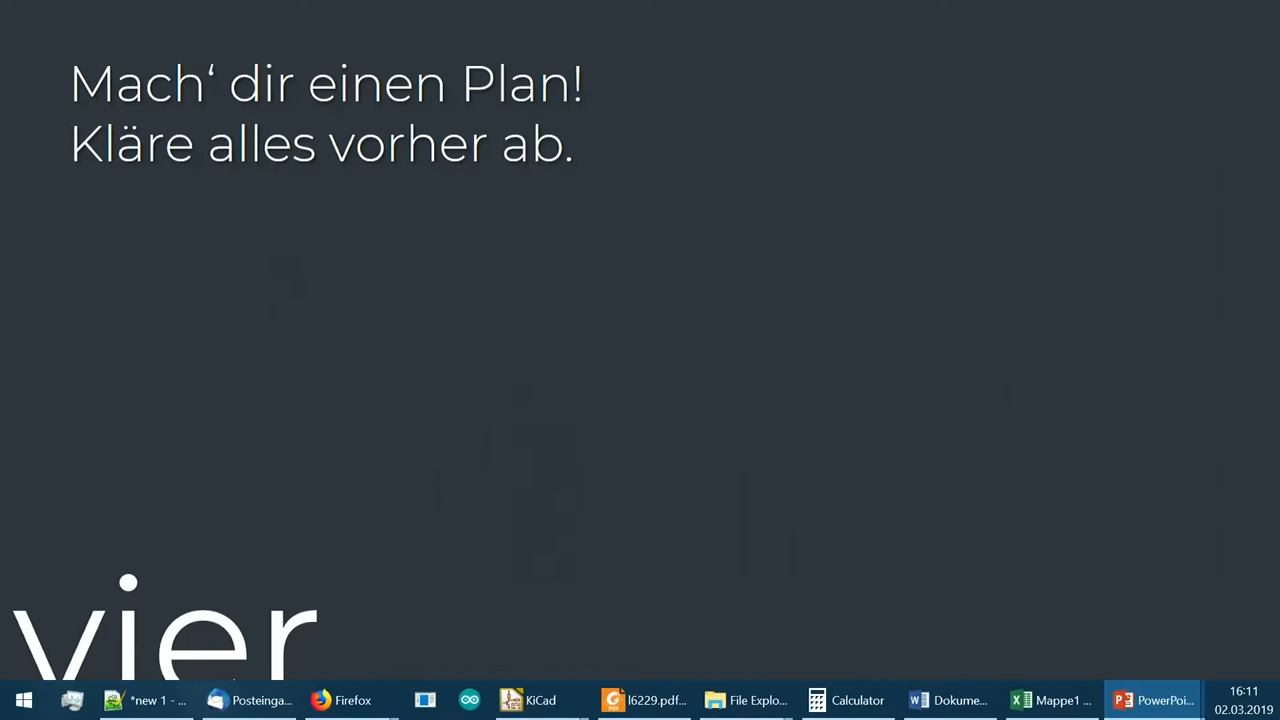 Mach‘ dir einen Plan!
Kläre alles vorher ab.
vier
*new 1 - ...
Posteinga...
Firefox
KiCad
l6229.pdf...
File Explo...
Calculator
Dokume...
Mappe1 ...
PowerPoi...
16:11
02.03.2019